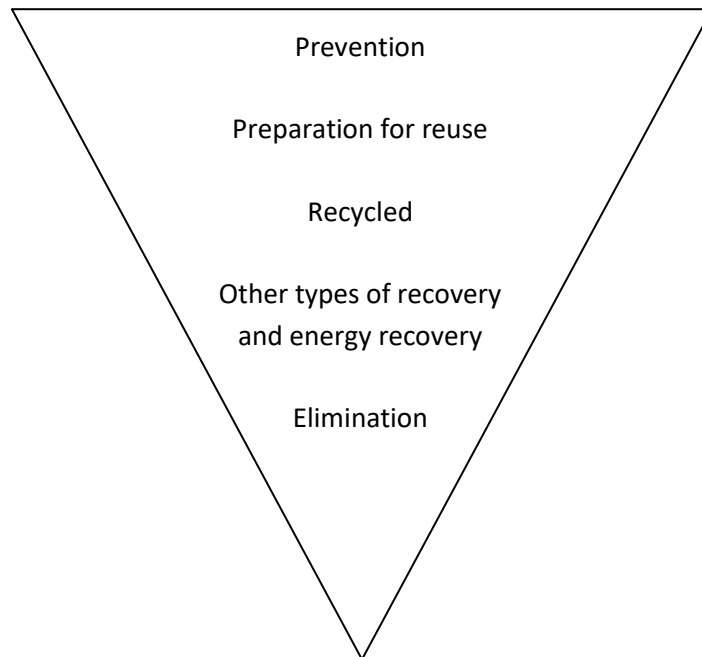 Prevention
Preparation for reuse
Recycled
Other types of recovery
and energy recovery
Elimination